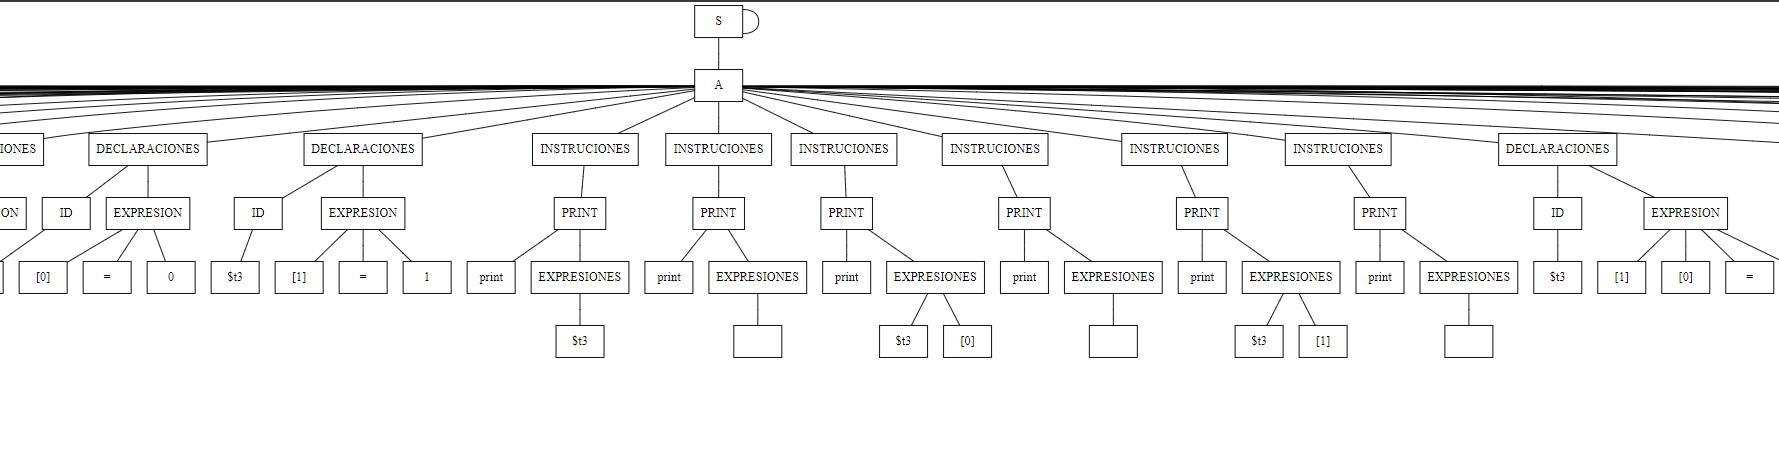 S
A
IONES DECLARACIONES DECLARACIONES INSTRUCIONES INSTRUCIONES INSTRUCIONES INSTRUCIONES INSTRUCIONES INSTRUCIONES DECLARACIONES
ON ID EXPRESION ID EXPRESION PRINT PRINT PRINT PRINT PRINT PRINT ID EXPRESION
[0] = 0 $t3 [1] = 1 print EXPRESIONES print EXPRESIONES print EXPRESIONES print EXPRESIONES print EXPRESIONES print EXPRESIONES $t3 [1] [0] =
$t3 $t3 [0] $t3 [1]